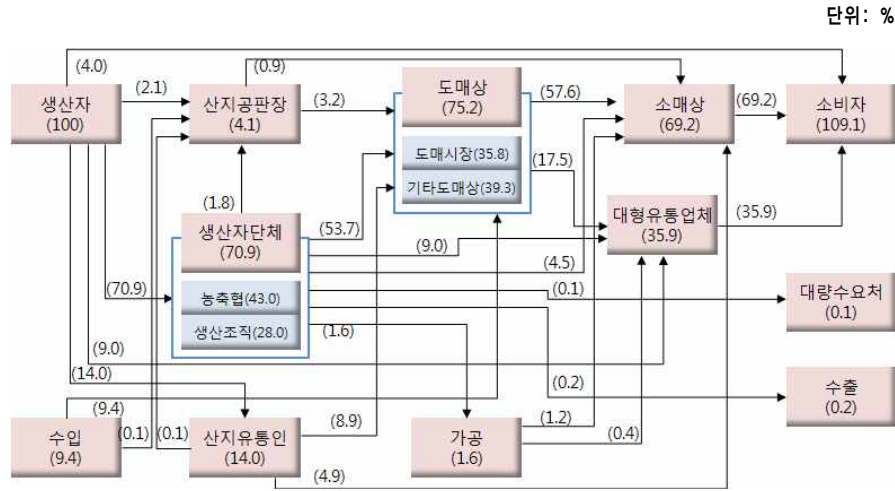 단위: %
(4.0)
(0.9)
생산자
(100)
(2.1)
산지공판장
(4.1)
(3.2)
도매상
(75.2)
(57.6)
소매상
(69.2)
(69.2)
소비자
(109.1)
도매시장(35.8)
기타도매상(39.3)
(17.5)
(1.8)
생산자단체
(70.9)
(53.7)
(9.0)
대형유통업체
(35.9)
(35.9)
(4.5)
(70.9)
농축협(43.0)
(0.1)
대량수요처
(0.1)
생산조직(28.0)
(1.6)
(9.0)
(14.0)
(0.2)
수출
(0.2)
(9.4)
수입
(9.4)
(0.1)
(0.1)
산지유통인
(14.0)
(8.9)
가공
(1.6)
(1.2)
(0.4)
(4.9)